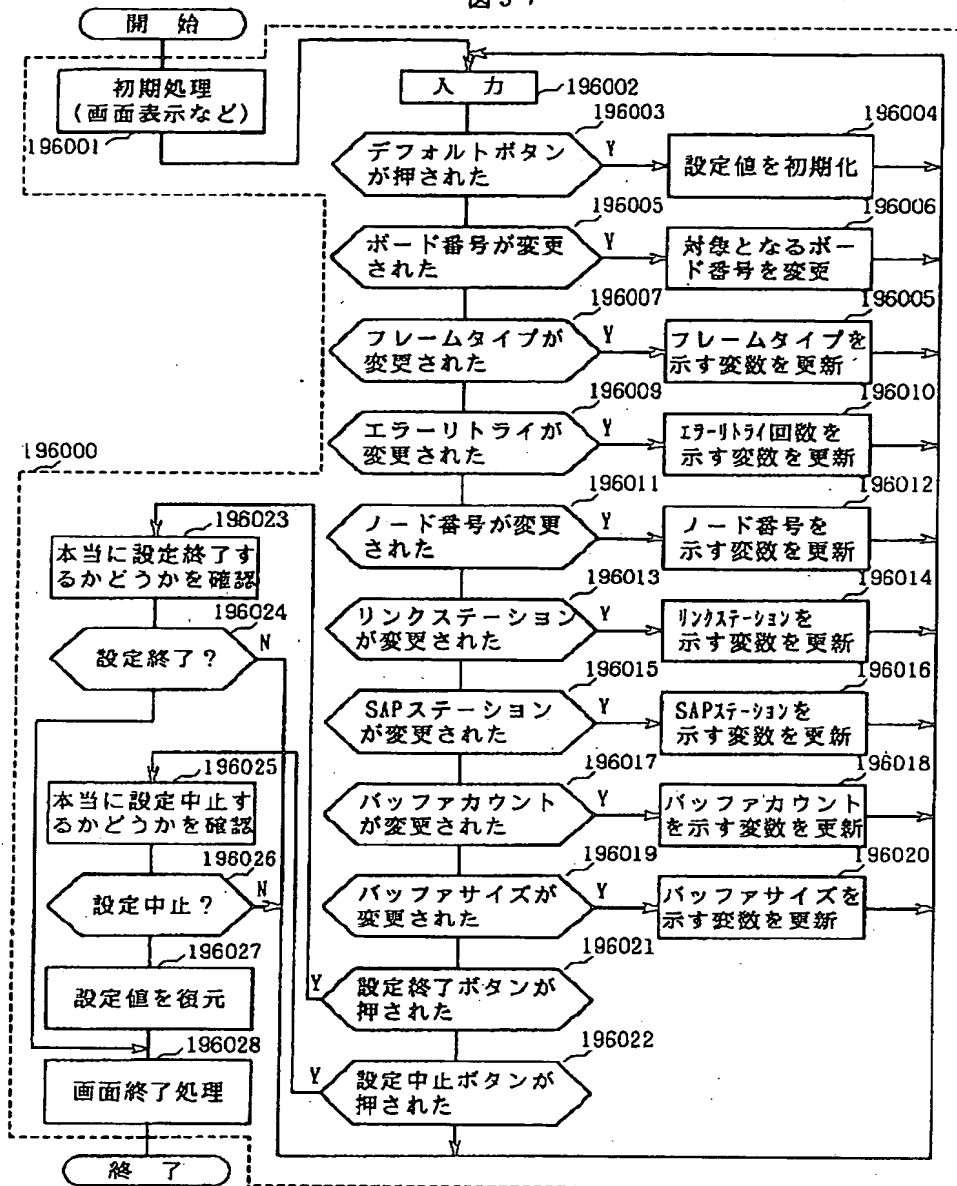 図57
開 始
初期処理
(画面表示など)
196001
入 力
196002
196003
デフォルトボタン
が押された
Y
196004
設定値を初期化
196005
ボード番号が変更
された
Y
196006
対象となるボー
ド番号を変更
196007
フレームタイプが
変更された
Y
196005
フレームタイプを
示す変数を更新
196009
エラーリトライが
変更された
Y
196010
エラーリトライ回数を
示す変数を更新
196000
196011
ノード番号が変更
された
Y
196012
ノード番号を
示す変数を更新
196023
本当に設定終了す
るかどうかを確認
196013
リンクステーション
が変更された
Y
196014
リンクステーションを
示す変数を更新
196024
設定終了?
N
196015
SAPステーション
が変更された
Y
196016
SAPステーションを
示す変数を更新
196025
本当に設定中止す
るかどうかを確認
196017
バッファカウント
が変更された
Y
196018
バッファカウント
を示す変数を更新
196026
設定中止?
N
196019
バッファサイズが
変更された
Y
196020
バッファサイズを
示す変数を更新
196027
設定値を復元
196021
設定終了ボタンが
押された
Y
196028
画面終了処理
196022
設定中止ボタンが
押された
Y
終 了